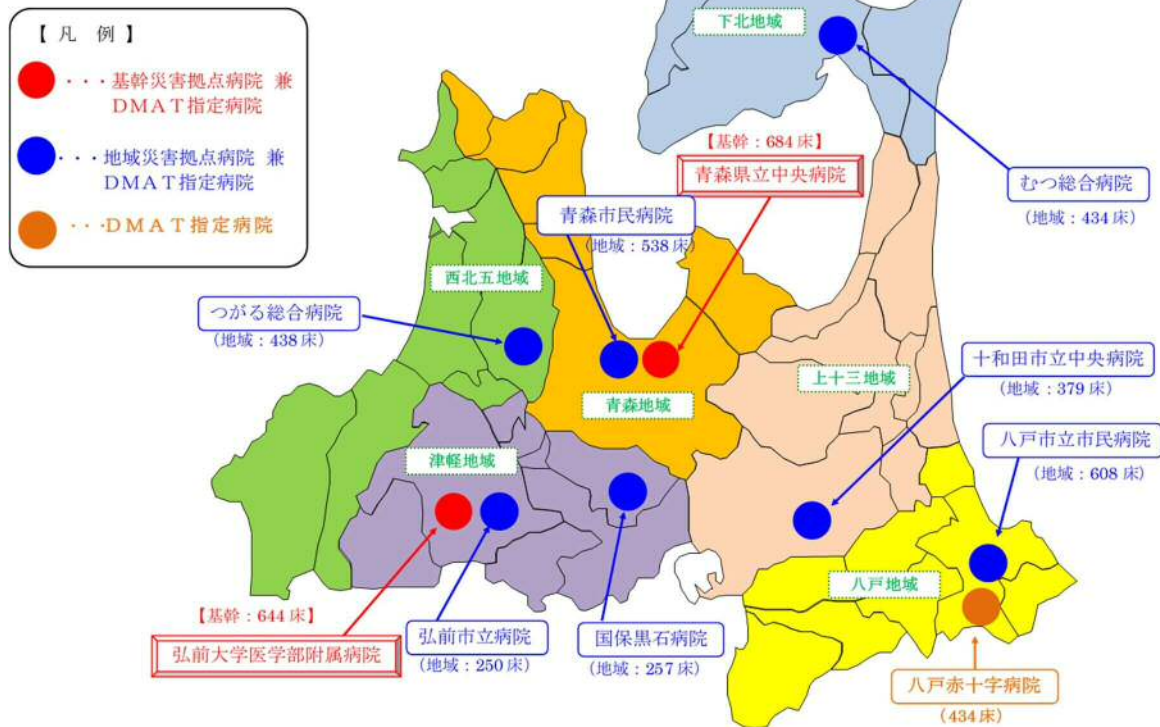 【 凡 例 】
・・・基幹災害拠点病院 兼
DMAT指定病院
・・・地域災害拠点病院 兼
DMAT指定病院
・・・DMAT指定病院
下北地域
【基幹：684床】
青森県立中央病院
むつ総合病院
(地域：434床)
青森市民病院
(地域：538床)
西北五地域
つがる総合病院
(地域：438床)
十和田市立中央病院
(地域：379床)
上十三地域
青森地域
八戸市立市民病院
(地域：608床)
津軽地域
八戸地域
【基幹：644床】
弘前大学医学部附属病院
弘前市立病院
(地域：250床)
国保黒石病院
(地域：257床)
八戸赤十字病院
(434床)